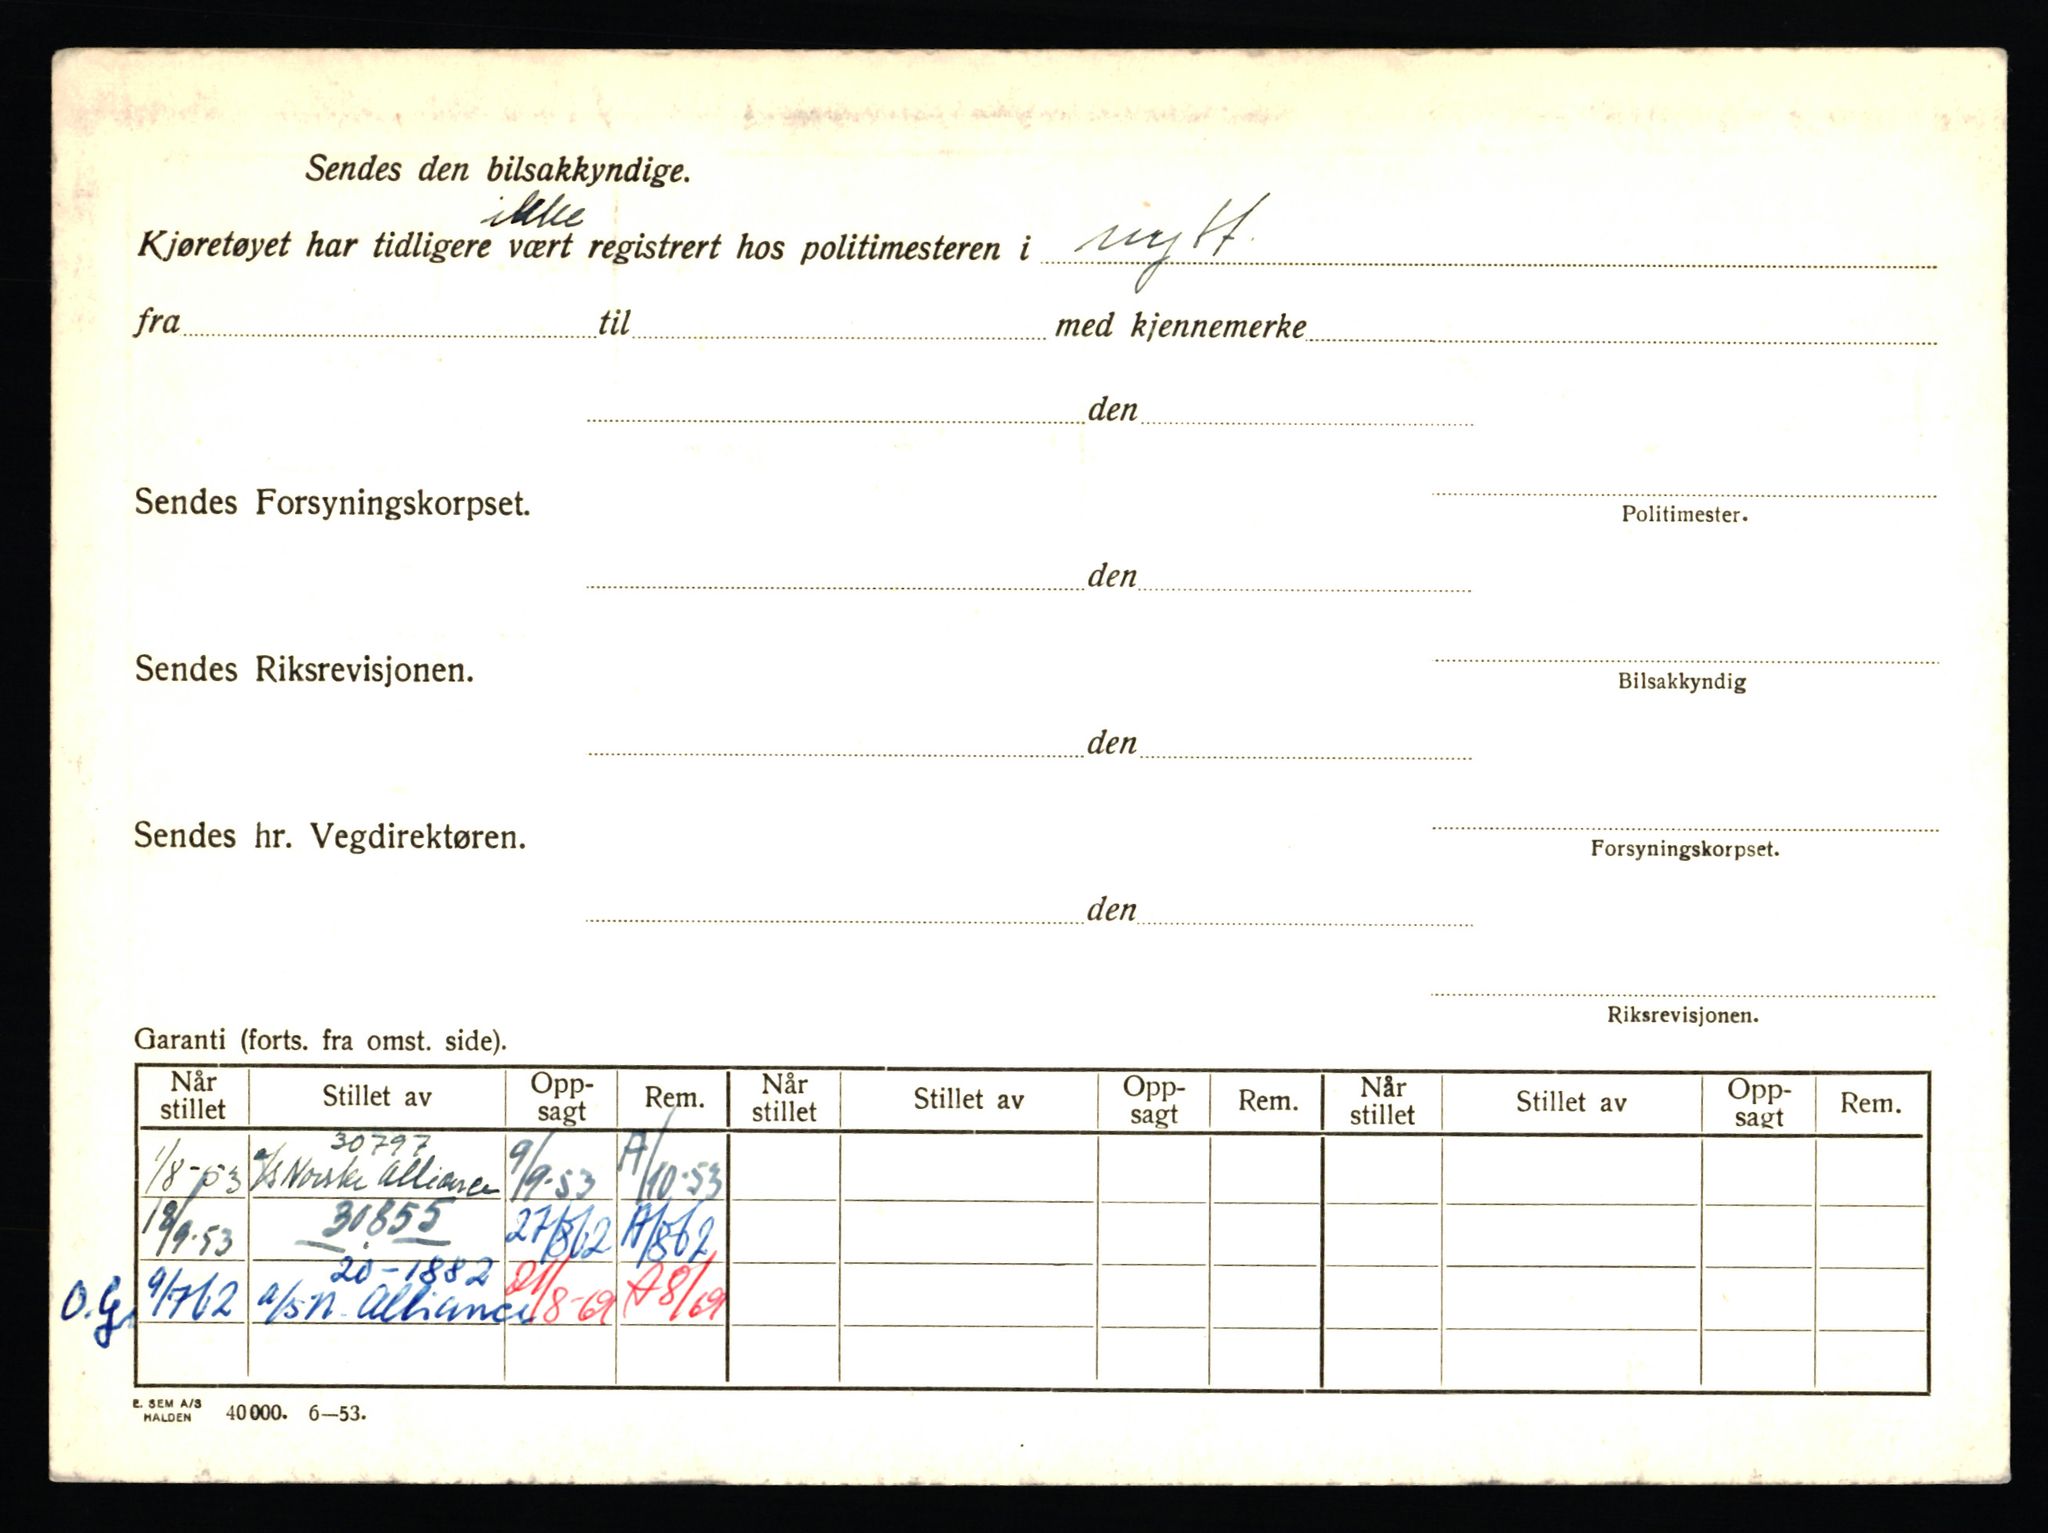 Sendes den bilsakkyndige.
ikke
Kjøretøyet har tidligere vært registrert hos politimesteren i nytt.
fra til med kjennemerke
den
Sendes Forsyningskorpset.
Politimester.
den
Sendes Riksrevisjonen.
Bilsakkyndig
den
Sendes hr. Vegdirektøren.
Forsyningskorpset.
den
Riksrevisjonen.
Garanti (forts. fra omst. side).
Når stillet Stillet av Opp-sagt Rem. Når stillet Stillet av Opp-sagt Rem. Når stillet Stillet av Opp-sagt Rem.
30797
1/8-53 a/s Norske Alliance 9/9-53 A/10-53
18/9-53 30855 27/8/62 A/8/62
20-1882
O.G. 9/7/62 a/s N. Alliance 21/8-69 A8/69
E. SEM A/S
HALDEN 40000. 6—53.